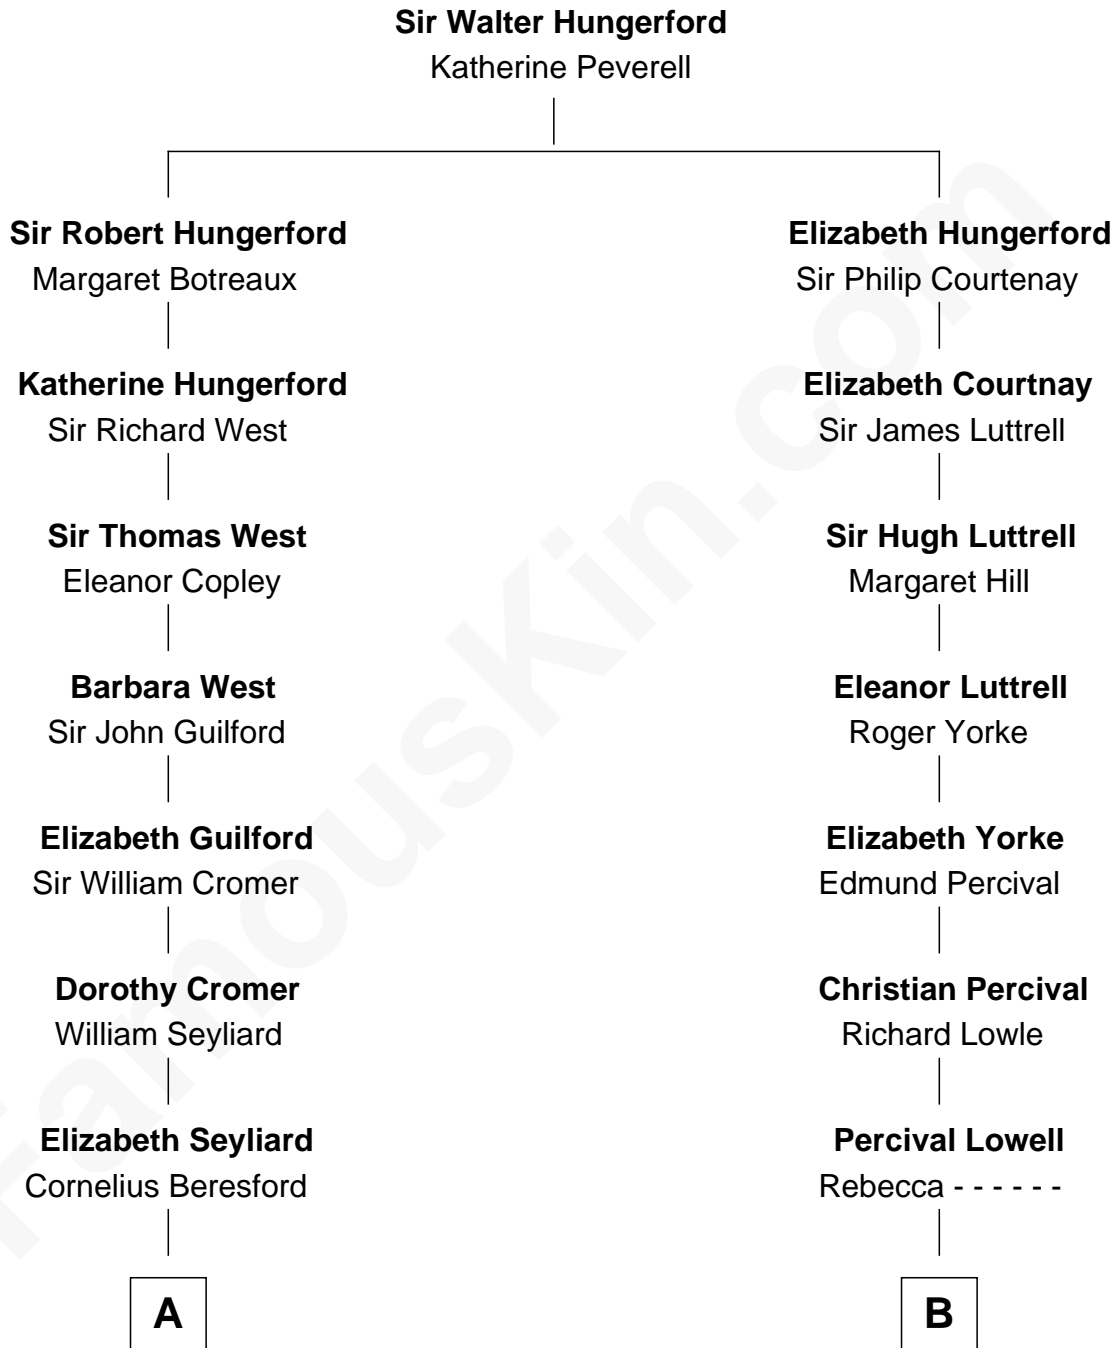 Sir Walter Hungerford
Katherine Peverell
Sir Robert Hungerford
Margaret Botreaux
Elizabeth Hungerford
Sir Philip Courtenay
Katherine Hungerford
Sir Richard West
Elizabeth Courtnay
Sir James Luttrell
Sir Thomas West
Eleanor Copley
Sir Hugh Luttrell
Margaret Hill
Barbara West
Sir John Guilford
Eleanor Luttrell
Roger Yorke
Elizabeth Guilford
Sir William Cromer
Elizabeth Yorke
Edmund Percival
Dorothy Cromer
William Seyliard
Christian Percival
Richard Lowle
Elizabeth Seyliard
Cornelius Beresford
Percival Lowell
Rebecca - - - - - -
A
B
FamousKin.com